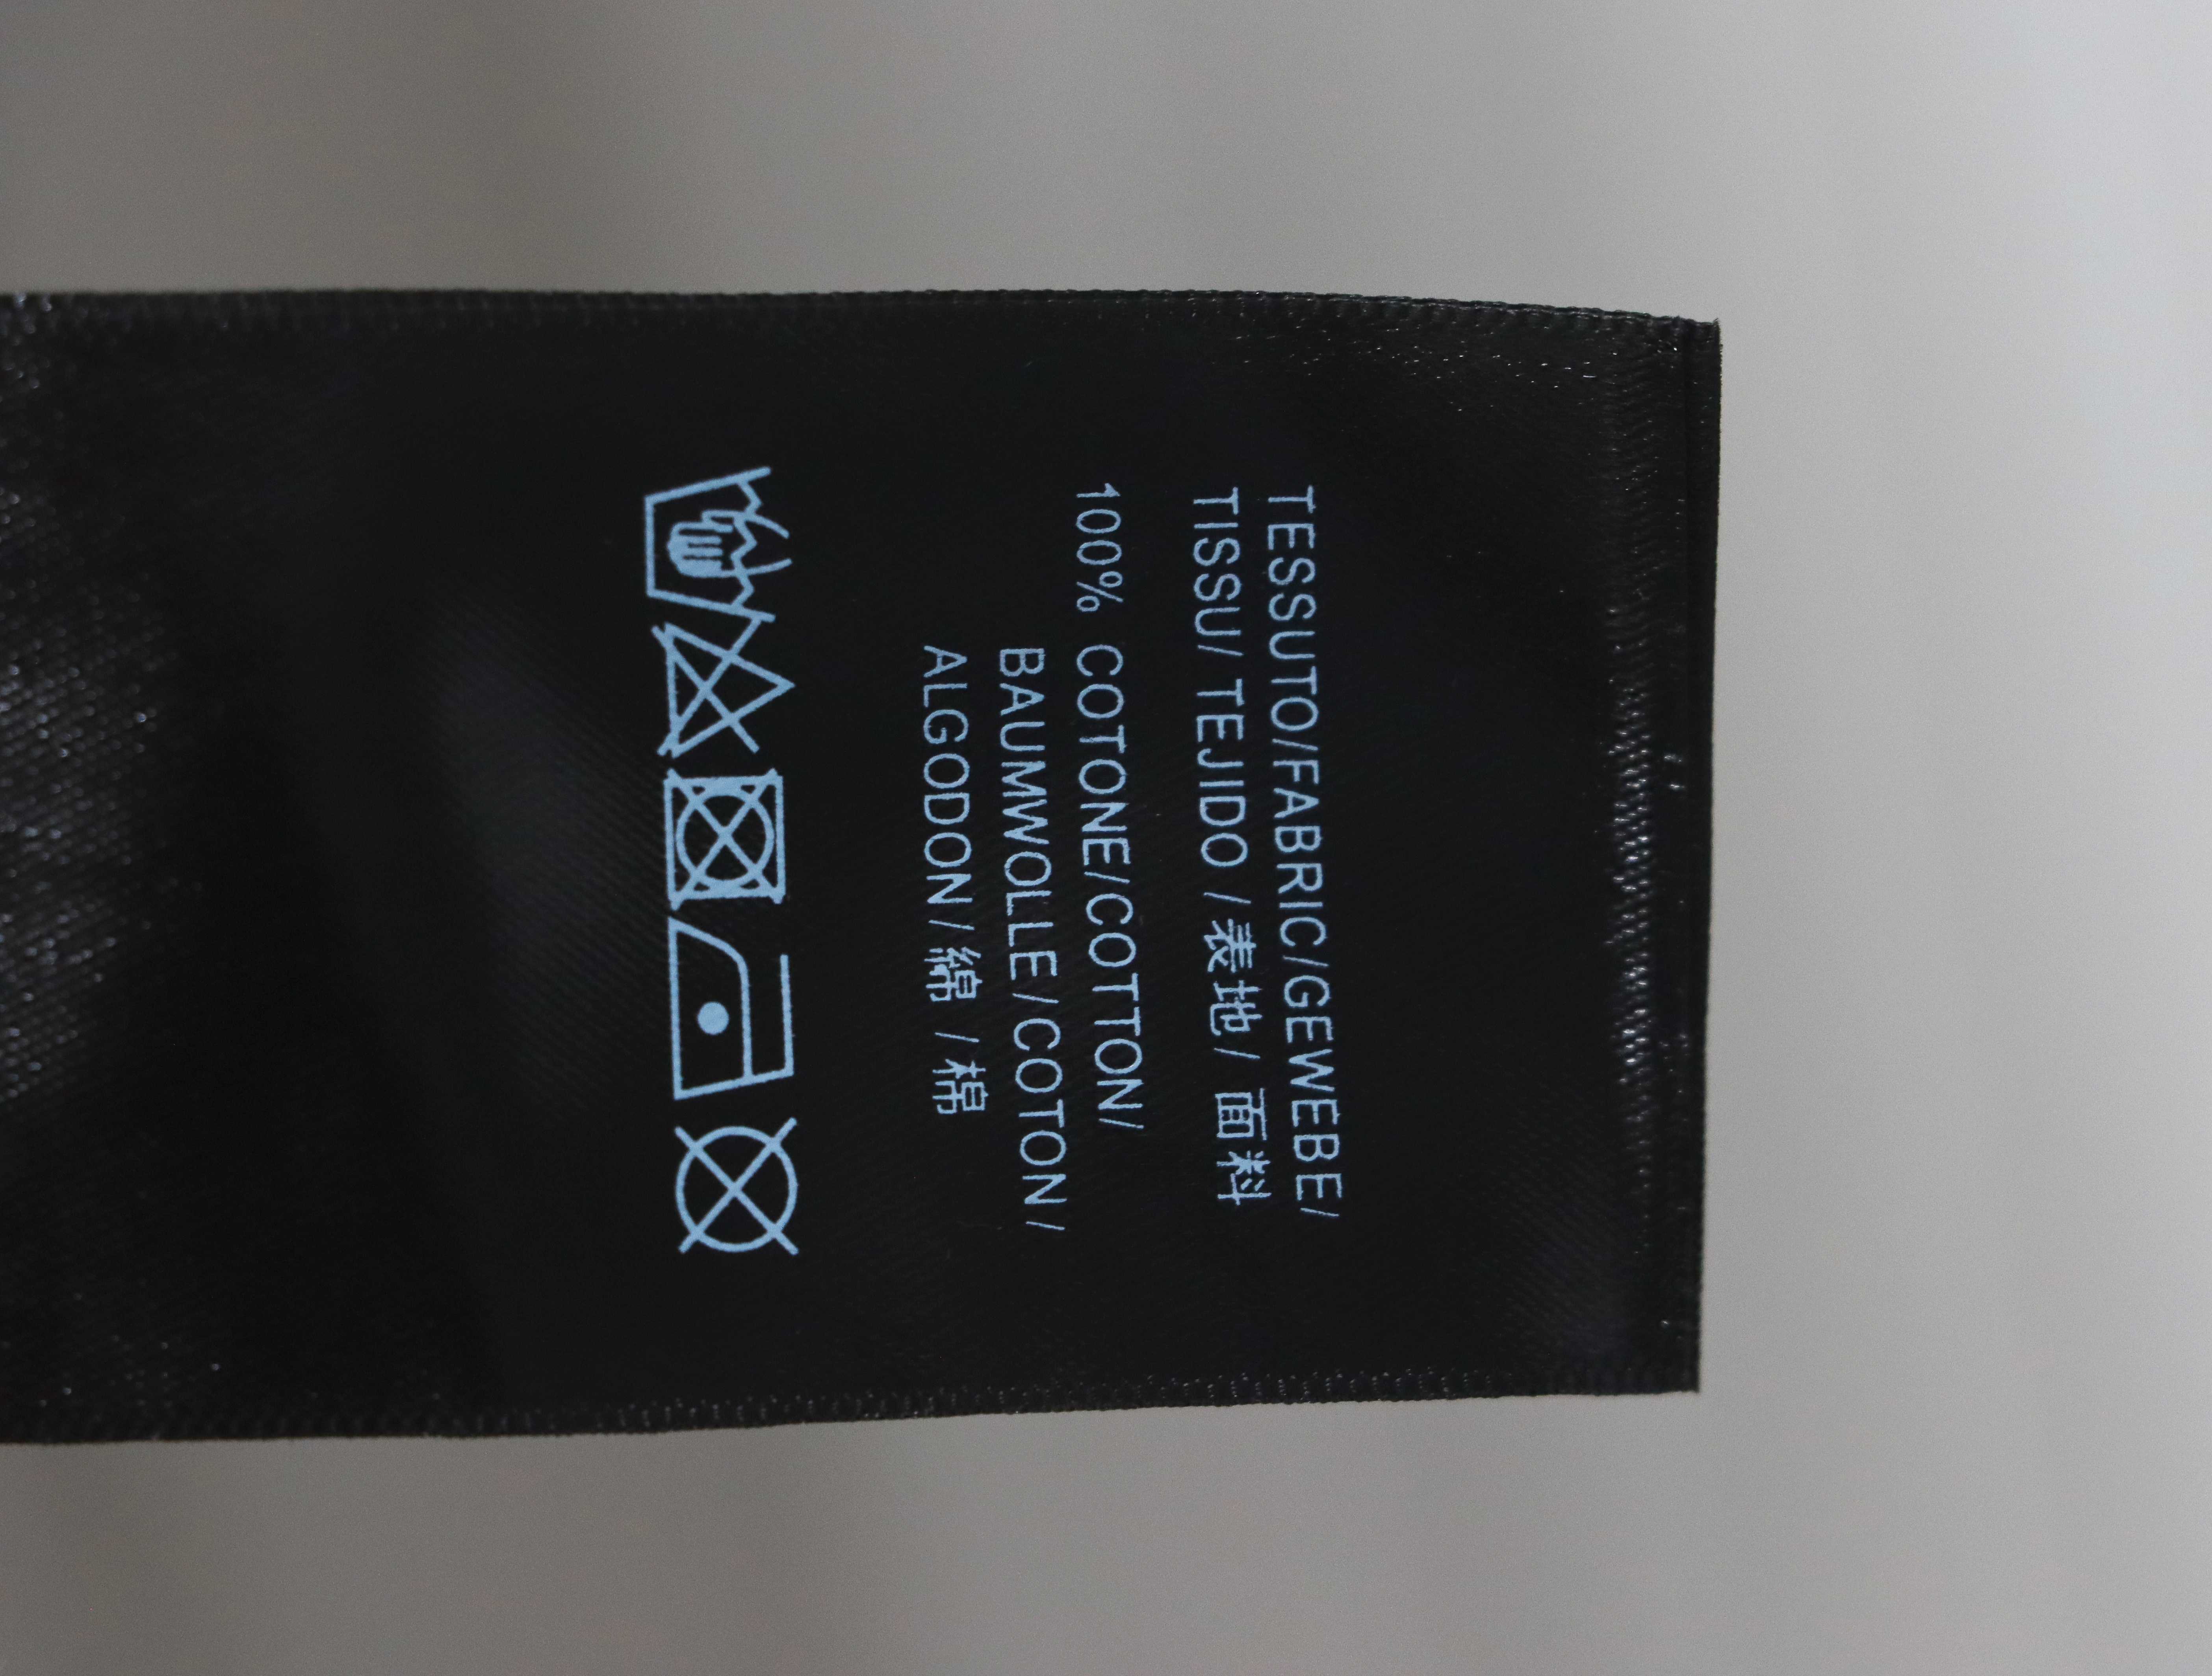 TESSUTO/FABRIC/GEWEBE/
TISSU/ TEJIDO /表地/ 面料
100% COTONE/COTTON/
BAUMWOLLE/COTON/
ALGODON/綿 /棉